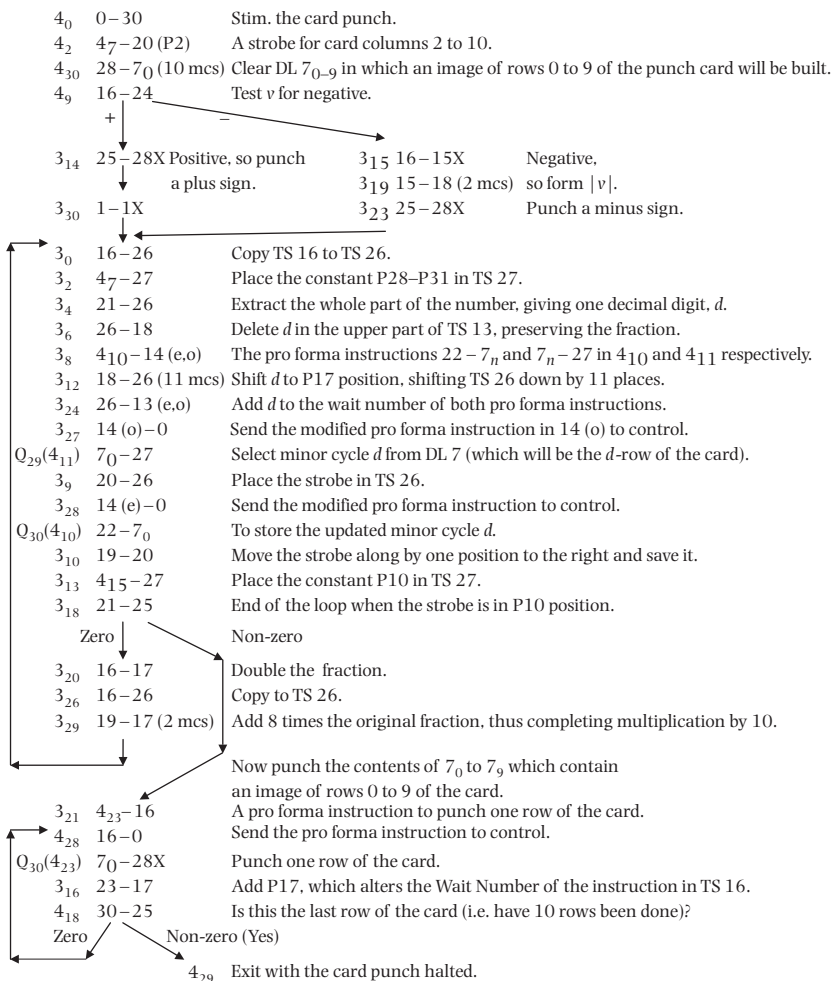 4₀ 0–30 Stim. the card punch.
4₂ 4₇–20 (P2) A strobe for card columns 2 to 10.
4₃₀ 28–7₀ (10 mcs) Clear DL 7₀₋₉ in which an image of rows 0 to 9 of the punch card will be built.
4₉ 16–24 Test v for negative.
+ –
3₁₄ 25–28X Positive, so punch 3₁₅ 16–15X Negative,
a plus sign. 3₁₉ 15–18 (2 mcs) so form |v|.
3₃₀ 1–1X 3₂₃ 25–28X Punch a minus sign.
3₀ 16–26 Copy TS 16 to TS 26.
3₂ 4₇–27 Place the constant P28–P31 in TS 27.
3₄ 21–26 Extract the whole part of the number, giving one decimal digit, d.
3₆ 26–18 Delete d in the upper part of TS 13, preserving the fraction.
3₈ 4₁₀–14 (e,o) The pro forma instructions 22 – 7ₙ and 7ₙ – 27 in 4₁₀ and 4₁₁ respectively.
3₁₂ 18–26 (11 mcs) Shift d to P17 position, shifting TS 26 down by 11 places.
3₂₄ 26–13 (e,o) Add d to the wait number of both pro forma instructions.
3₂₇ 14 (o)–0 Send the modified pro forma instruction in 14 (o) to control.
Q₂₉(4₁₁) 7₀–27 Select minor cycle d from DL 7 (which will be the d-row of the card).
3₉ 20–26 Place the strobe in TS 26.
3₂₈ 14 (e)–0 Send the modified pro forma instruction to control.
Q₃₀(4₁₀) 22–7₀ To store the updated minor cycle d.
3₁₀ 19–20 Move the strobe along by one position to the right and save it.
3₁₃ 4₁₅–27 Place the constant P10 in TS 27.
3₁₈ 21–25 End of the loop when the strobe is in P10 position.
Zero Non-zero
3₂₀ 16–17 Double the fraction.
3₂₆ 16–26 Copy to TS 26.
3₂₉ 19–17 (2 mcs) Add 8 times the original fraction, thus completing multiplication by 10.
Now punch the contents of 7₀ to 7₉ which contain
an image of rows 0 to 9 of the card.
3₂₁ 4₂₃–16 A pro forma instruction to punch one row of the card.
4₂₈ 16–0 Send the pro forma instruction to control.
Q₃₀(4₂₃) 7₀–28X Punch one row of the card.
3₁₆ 23–17 Add P17, which alters the Wait Number of the instruction in TS 16.
4₁₈ 30–25 Is this the last row of the card (i.e. have 10 rows been done)?
Zero Non-zero (Yes)
4₂₉ Exit with the card punch halted.